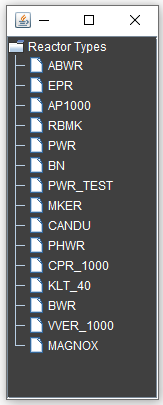 Reactor Types
ABWR
EPR
AP1000
RBMK
PWR
BN
PWR_TEST
MKER
CANDU
PHWR
CPR_1000
KLT_40
BWR
VVER_1000
MAGNOX